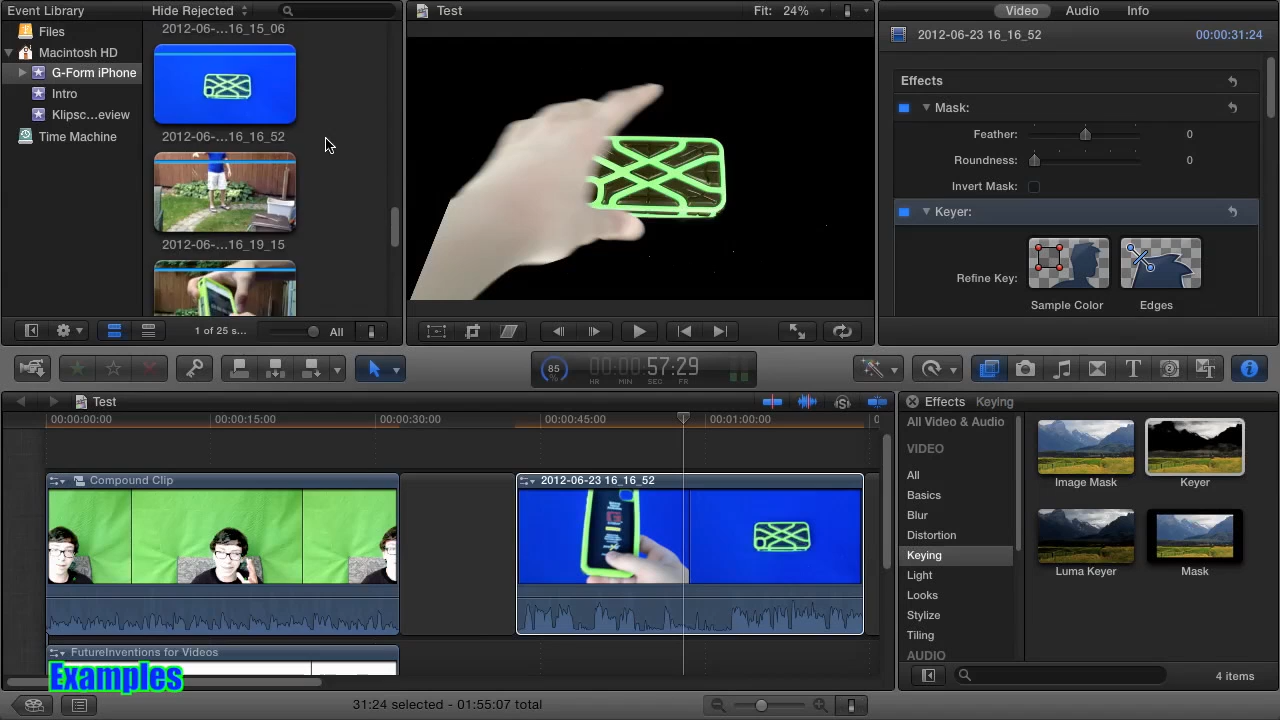 Event Library
Hide Rejected
Test
Fit: 24%
Video
Audio
Info
Files
Macintosh HD
G-Form iPhone
Intro
Klipsc...eview
Time Machine
2012-06-...16_15_06
2012-06-...16_16_52
2012-06-...16_19_15
1 of 25 s...
All
2012-06-23 16_16_52
00:00:31:24
Effects
Mask:
Feather:
0
Roundness:
0
Invert Mask:
Keyer:
Refine Key:
Sample Color
Edges
85
00:00:57:29
HR MIN SEC FR
Test
00:00:00:00
00:00:15:00
00:00:30:00
00:00:45:00
00:01:00:00
Compound Clip
2012-06-23 16_16_52
FutureInventions for Videos
Examples
31:24 selected - 01:55:07 total
Effects
Keying
All Video & Audio
VIDEO
All
Basics
Blur
Distortion
Keying
Light
Looks
Stylize
Tiling
AUDIO
Image Mask
Keyer
Luma Keyer
Mask
4 items